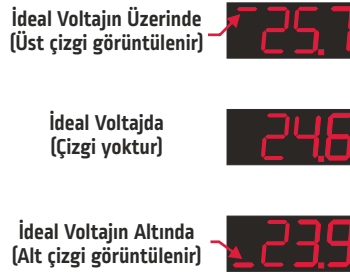 İdeal Voltajın Üzerinde
(Üst çizgi görüntülenir)
25.7
İdeal Voltajda
(Çizgi yoktur)
24.6
İdeal Voltajın Altında
(Alt çizgi görüntülenir)
23.9